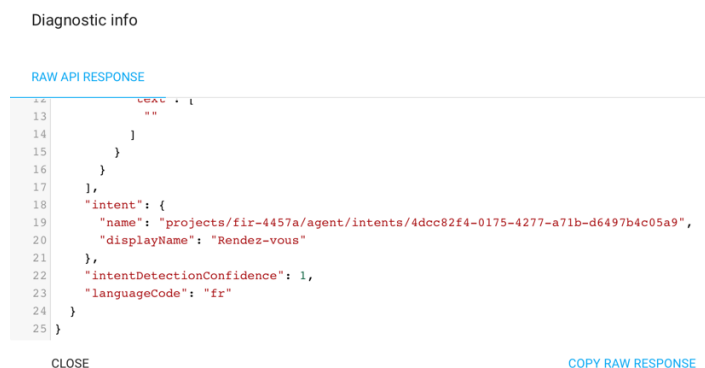 Diagnostic info
RAW API RESPONSE
12 "text": [
13 ""
14 ]
15 }
16 }
17 ],
18 "intent": {
19 "name": "projects/fir-4457a/agent/intents/4dcc82f4-0175-4277-a71b-d6497b4c05a9",
20 "displayName": "Rendez-vous"
21 },
22 "intentDetectionConfidence": 1,
23 "languageCode": "fr"
24 }
25 }
CLOSE COPY RAW RESPONSE